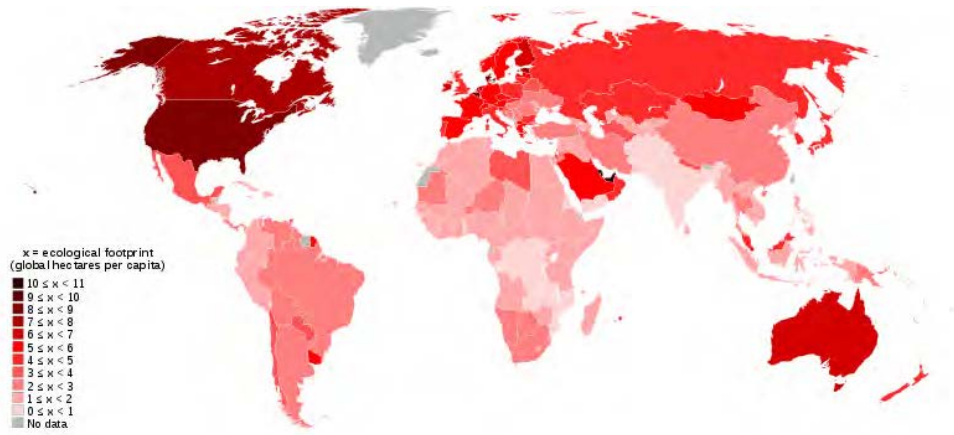 x = ecological footprint
(global hectares per capita)
10 ≤ x < 11
9 ≤ x < 10
8 ≤ x < 9
7 ≤ x < 8
6 ≤ x < 7
5 ≤ x < 6
4 ≤ x < 5
3 ≤ x < 4
2 ≤ x < 3
1 ≤ x < 2
0 ≤ x < 1
No data